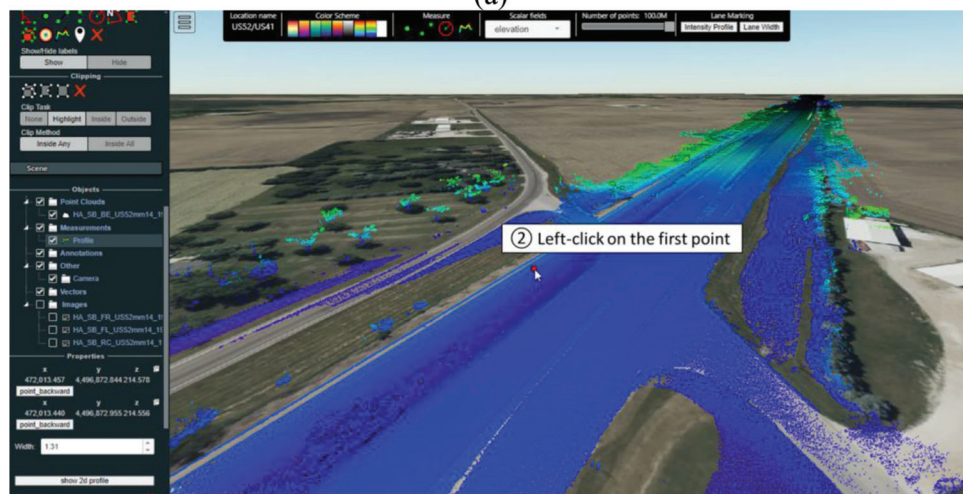 (a)
Location name
US52/US41
Color Scheme
Measure
Scalar fields
elevation
Number of points: 100.0M
Lane Marking
Intensity Profile Lane Width
Show/Hide labels
Show Hide
Clipping
Clip Task
None Highlight Inside Outside
Clip Method
Inside Any Inside All
Scene
Objects
Point Clouds
HA_SB_BE_US52mm14_1
Measurements
Profile
Annotations
Other
Camera
Vectors
Images
HA_SB_FR_US52mm14_1
HA_SB_FL_US52mm14_1
HA_SB_RC_US52mm14_1
Properties
x y z
472,013.457 4,496,872.844 214.578
point_backward
x y z
472,013.440 4,496,872.955 214.556
point_backward
Width: 1.31
show 2d profile
② Left-click on the first point